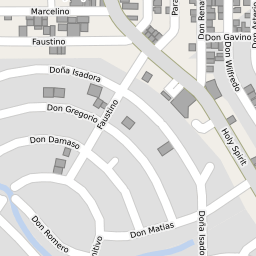 Marcelino
Para
Don Rena
Don Gavino
Faustino
Don Wilfredo
Doña Isadora
Don Gregorio
Faustino
Don Damaso
Holy Spirit
Don Matias
Don Romero
Doña Isado